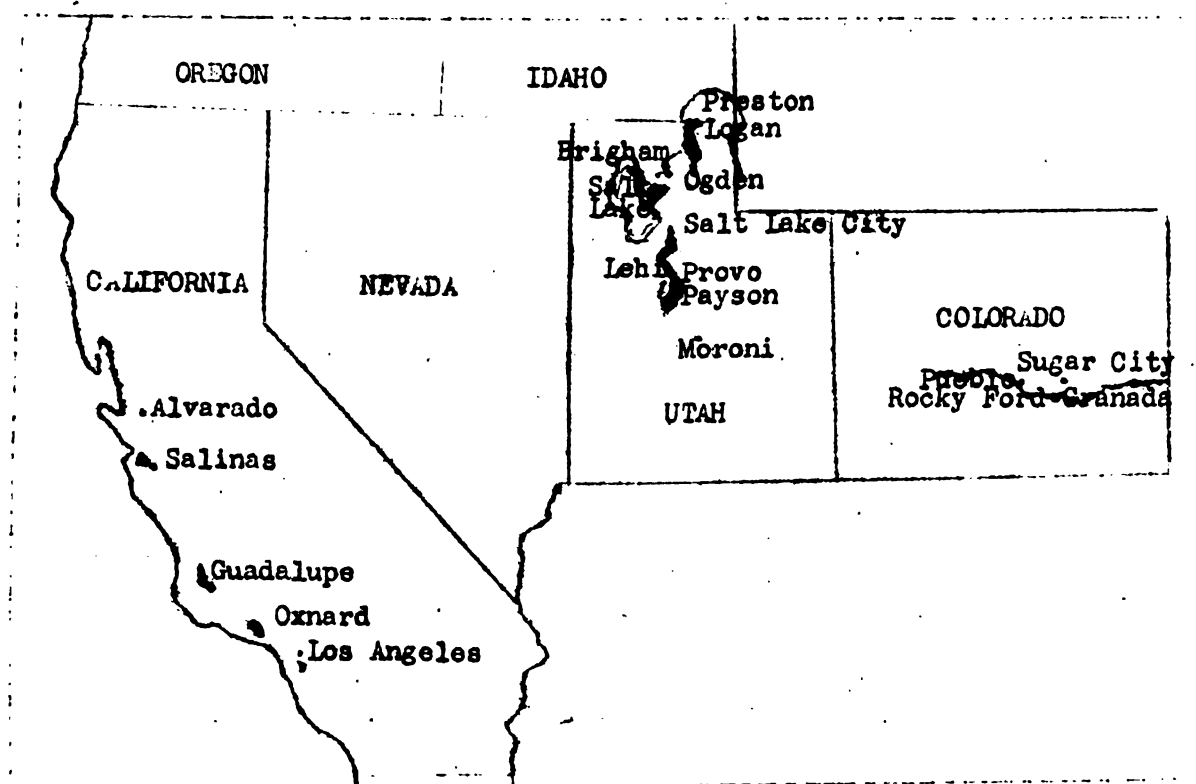 OREGON
IDAHO
Preston
Logan
Brigham
Ogden
Salt
Lake
Salt Lake City
CALIFORNIA
NEVADA
Lehi
Provo
Payson
COLORADO
Moroni
Sugar City
Pueblo
Rocky Ford Granada
.Alvarado
UTAH
Salinas
Guadalupe
Oxnard
Los Angeles